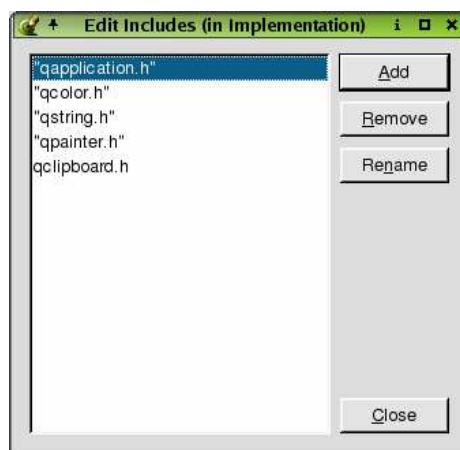 Edit Includes (in Implementation)
"qapplication.h"
"qcolor.h"
"qstring.h"
"qpainter.h"
qclipboard.h
Add
Remove
Rename
Close